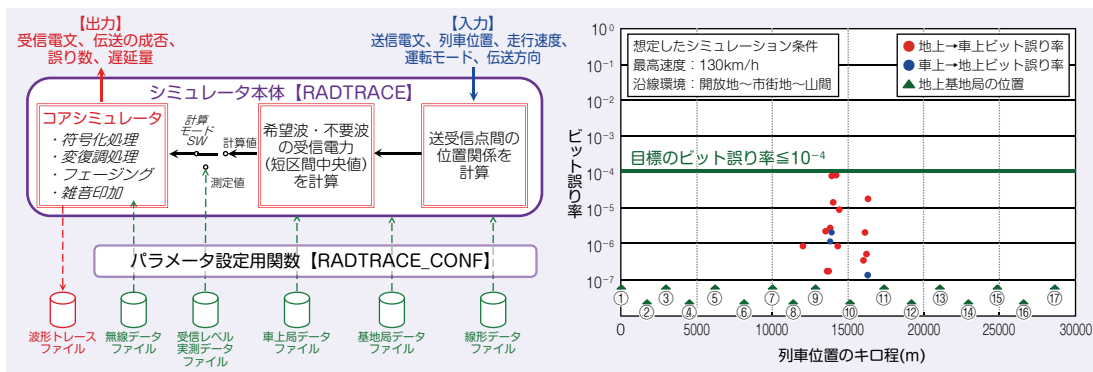 【出力】
受信電文、伝送の成否、
誤り数、遅延量
【入力】
送信電文、列車位置、走行速度、
運転モード、伝送方向
シミュレータ本体【RADTRACE】
コアシミュレータ
・符号化処理
・変復調処理
・フェージング
・雑音印加
計算
モード
SW
計算値
測定値
希望波・不要波
の受信電力
(短区間中央値)
を計算
送受信点間の
位置関係を
計算
パラメータ設定用関数【RADTRACE_CONF】
波形トレース
ファイル
無線データ
ファイル
受信レベル
実測データ
ファイル
車上局データ
ファイル
基地局データ
ファイル
線形データ
ファイル
ビット誤り率
10⁰
10⁻¹
10⁻²
10⁻³
10⁻⁴
10⁻⁵
10⁻⁶
10⁻⁷
想定したシミュレーション条件
最高速度：130km/h
沿線環境：開放地～市街地～山間
地上→車上ビット誤り率
車上→地上ビット誤り率
地上基地局の位置
目標のビット誤り率≦10⁻⁴
① ② ③ ④ ⑤ ⑥ ⑦ ⑧ ⑨ ⑩ ⑪ ⑫ ⑬ ⑭ ⑮ ⑯ ⑰
0 5000 10000 15000 20000 25000 30000
列車位置のキロ程(m)